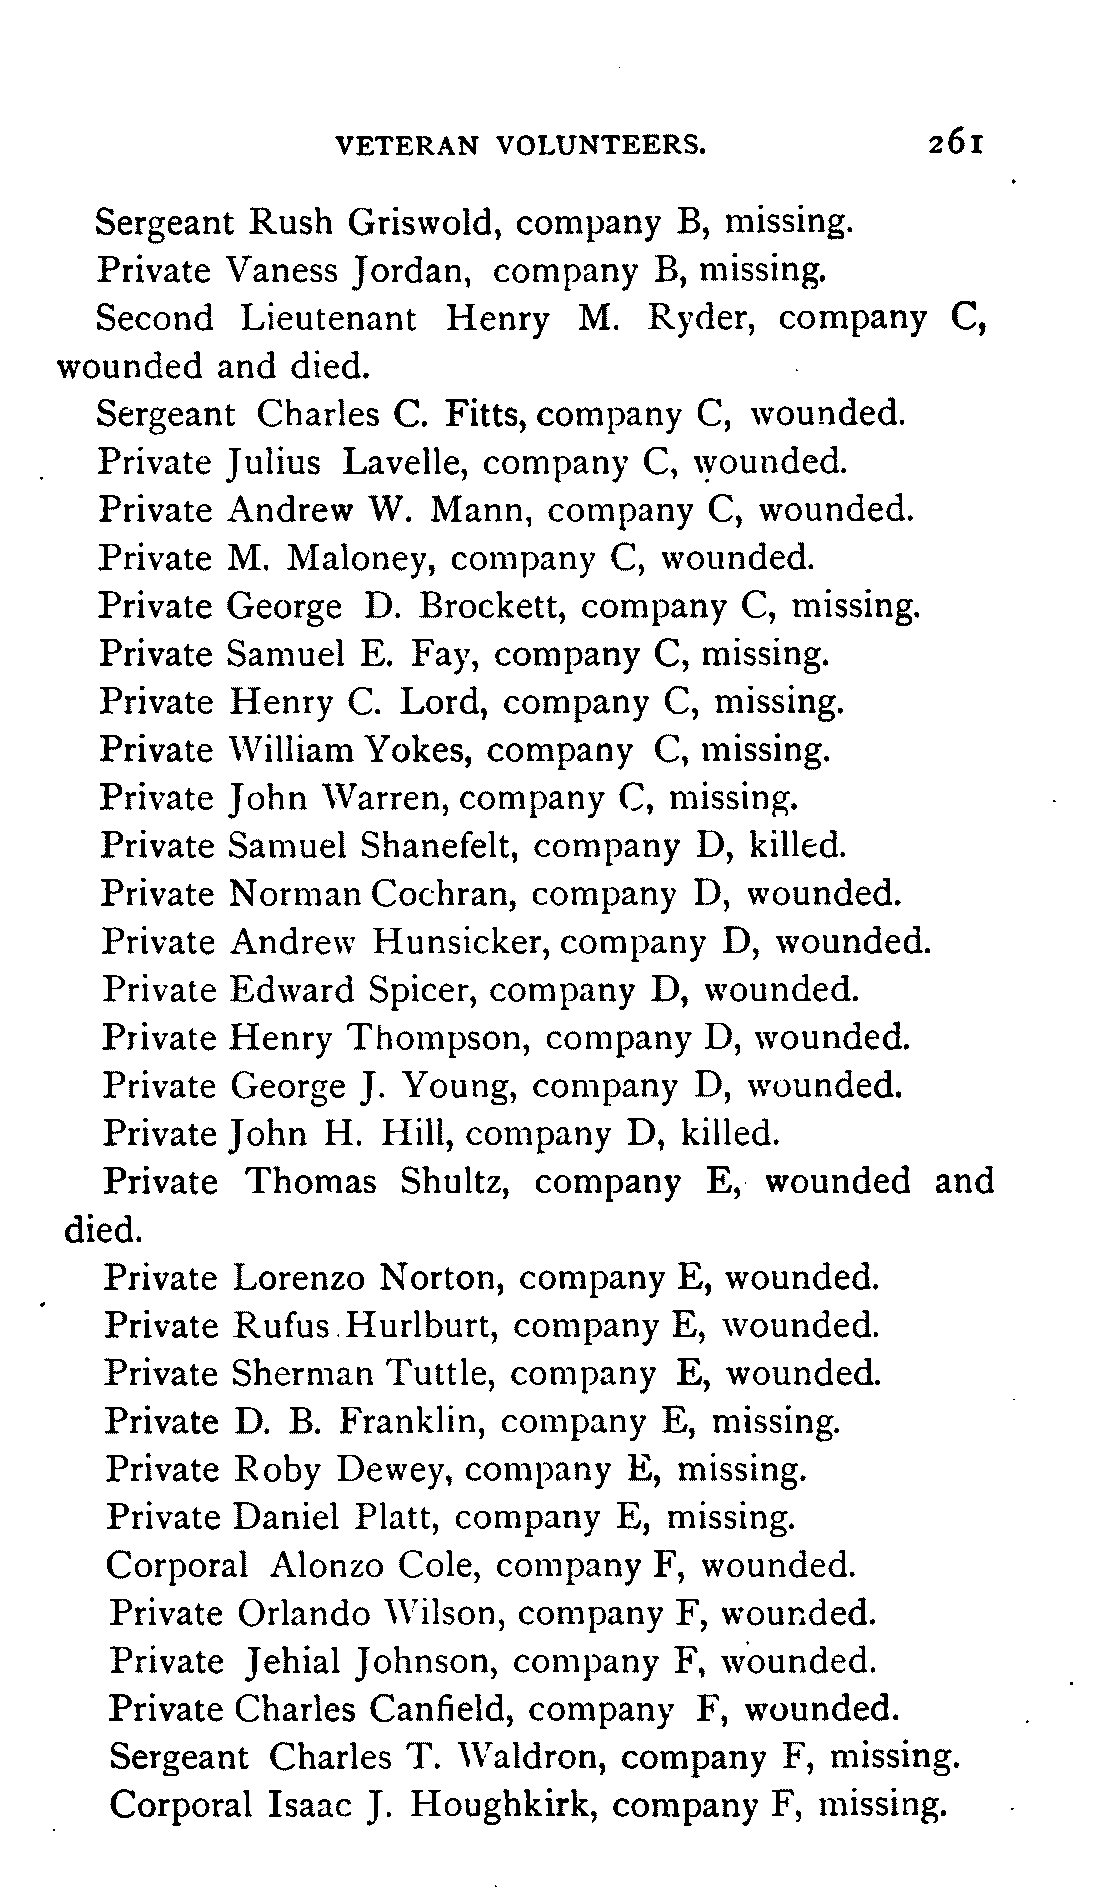 VETERAN VOLUNTEERS. 261
Sergeant Rush Griswold, company B, missing.
Private Vaness Jordan, company B, missing.
Second Lieutenant Henry M. Ryder, company C,
wounded and died.
Sergeant Charles C. Fitts, company C, wounded.
Private Julius Lavelle, company C, wounded.
Private Andrew W. Mann, company C, wounded.
Private M. Maloney, company C, wounded.
Private George D. Brockett, company C, missing.
Private Samuel E. Fay, company C, missing.
Private Henry C. Lord, company C, missing.
Private William Yokes, company C, missing.
Private John Warren, company C, missing.
Private Samuel Shanefelt, company D, killed.
Private Norman Cochran, company D, wounded.
Private Andrew Hunsicker, company D, wounded.
Private Edward Spicer, company D, wounded.
Private Henry Thompson, company D, wounded.
Private George J. Young, company D, wounded.
Private John H. Hill, company D, killed.
Private Thomas Shultz, company E, wounded and
died.
Private Lorenzo Norton, company E, wounded.
Private Rufus Hurlburt, company E, wounded.
Private Sherman Tuttle, company E, wounded.
Private D. B. Franklin, company E, missing.
Private Roby Dewey, company E, missing.
Private Daniel Platt, company E, missing.
Corporal Alonzo Cole, company F, wounded.
Private Orlando Wilson, company F, wounded.
Private Jehial Johnson, company F, wounded.
Private Charles Canfield, company F, wounded.
Sergeant Charles T. Waldron, company F, missing.
Corporal Isaac J. Houghkirk, company F, missing.